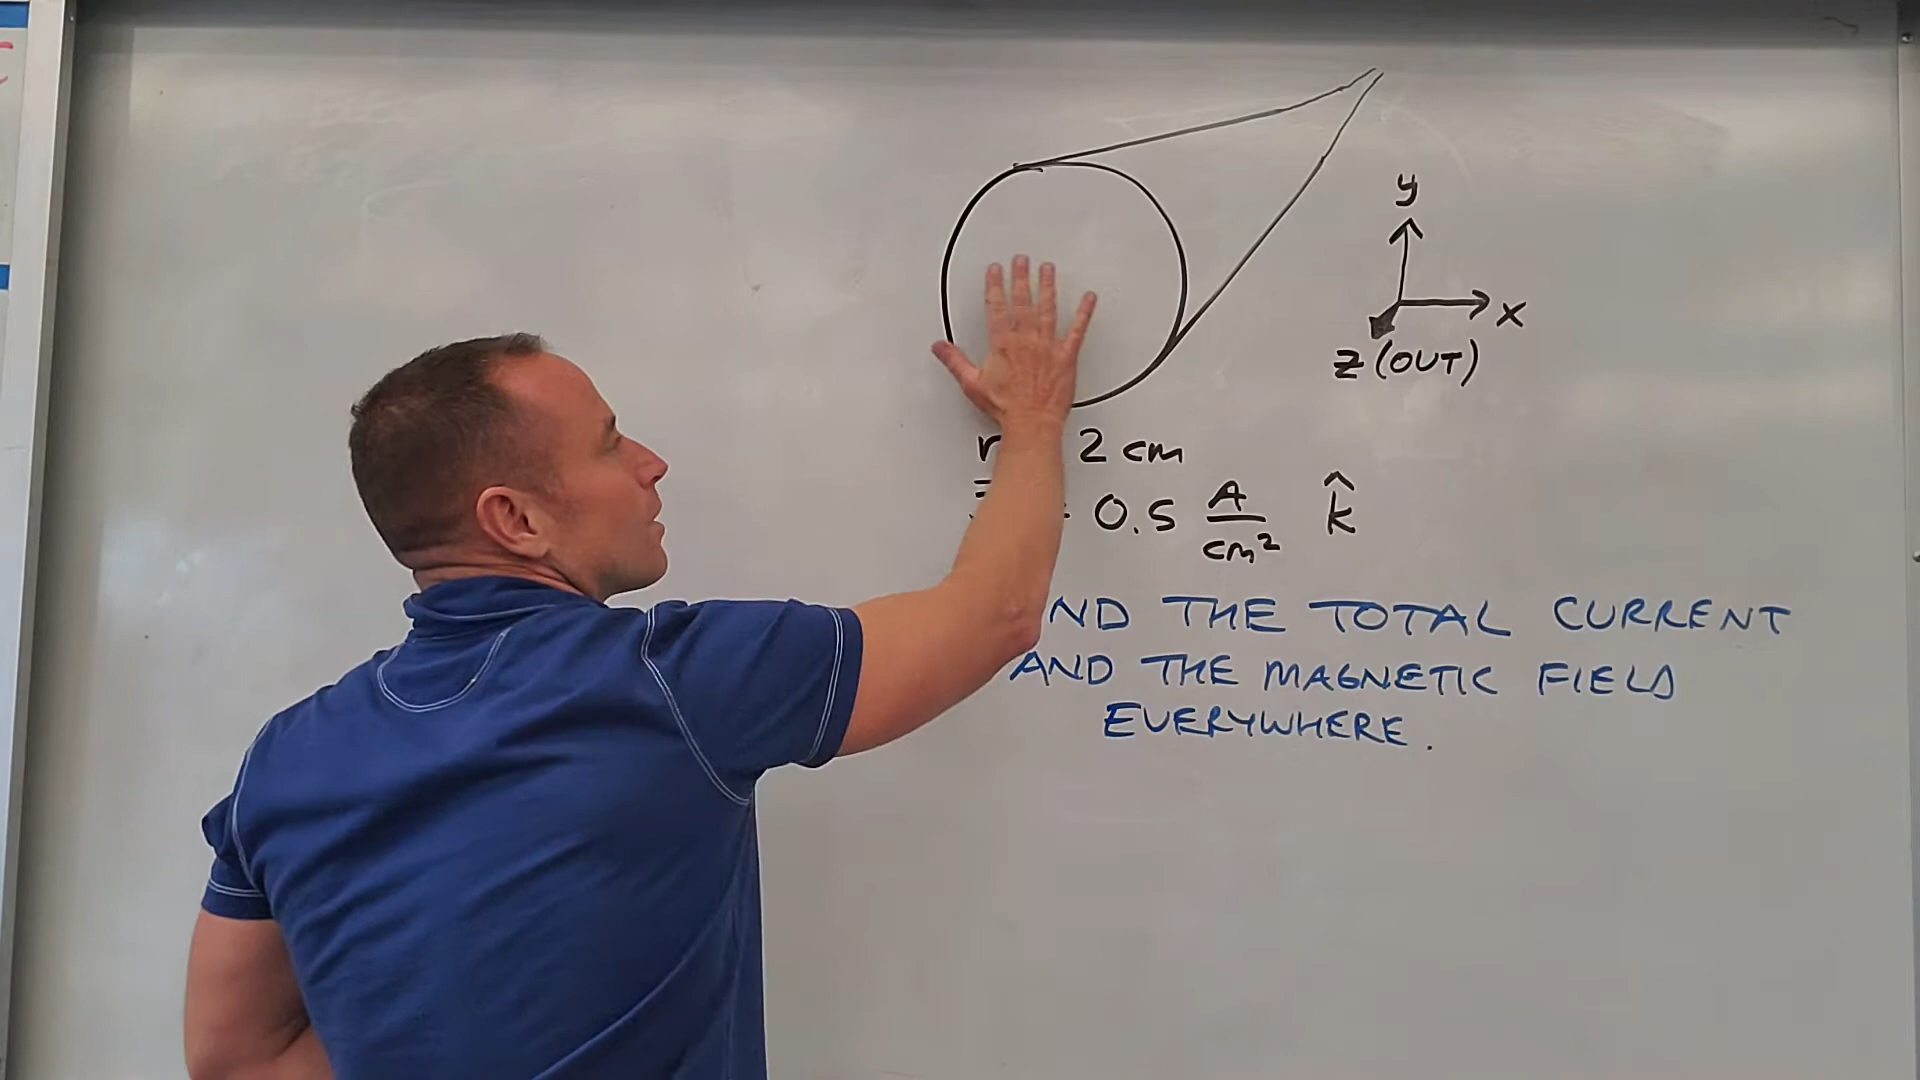 y
x
z (OUT)
r 2 cm
= 0.5 A/cm² k̂
ND THE TOTAL CURRENT
AND THE MAGNETIC FIELD
EVERYWHERE.